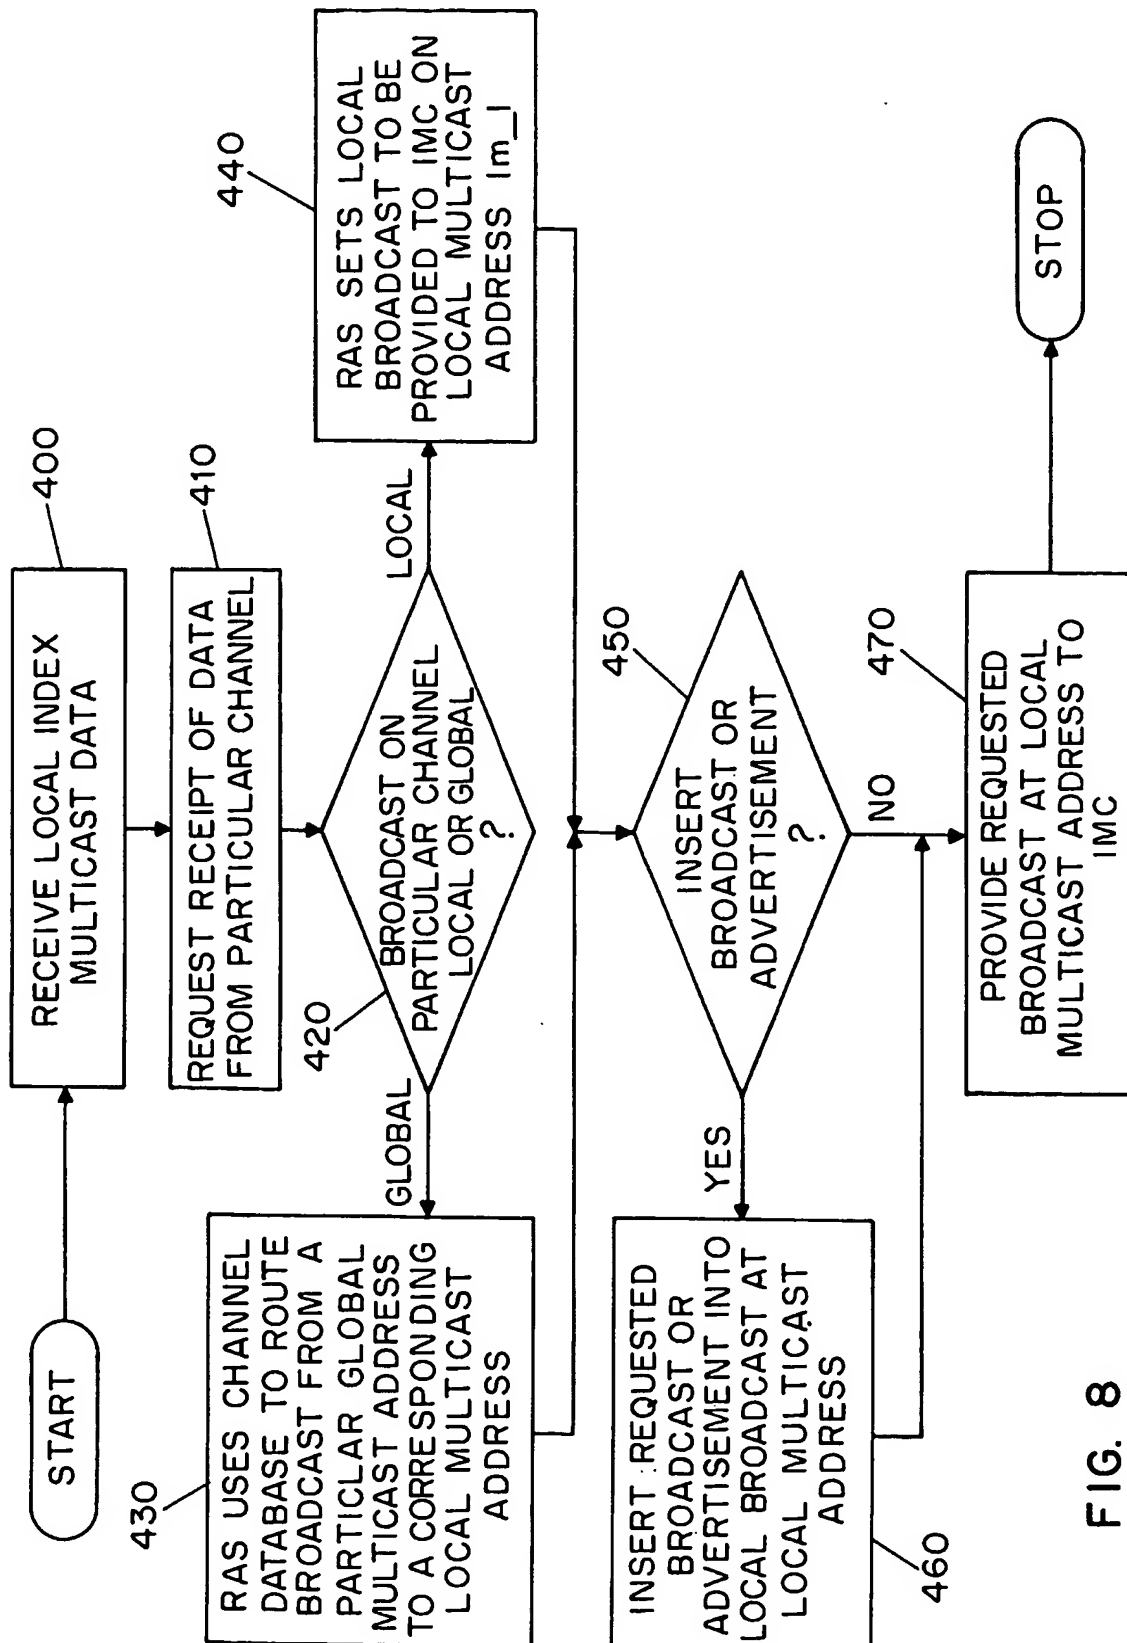 START
400
RECEIVE LOCAL INDEX
MULTICAST DATA
410
REQUEST RECEIPT OF DATA
FROM PARTICULAR CHANNEL
420
BROADCAST ON
PARTICULAR CHANNEL
LOCAL OR GLOBAL
?
GLOBAL
LOCAL
430
RAS USES CHANNEL
DATABASE TO ROUTE
BROADCAST FROM A
PARTICLAR GLOBAL
MULTICAST ADDRESS
TO A CORRESPONDING
LOCAL MULTICAST
ADDRESS
440
RAS SETS LOCAL
BROADCAST TO BE
PROVIDED TO IMC ON
LOCAL MULTICAST
ADDRESS lm_l
450
INSERT
BROADCAST OR
ADVERTISEMENT
?
YES
NO
INSERT REQUESTED
BROADCAST OR
ADVERTISEMENT INTO
LOCAL BROADCAST AT
LOCAL MULTICAST
ADDRESS
460
470
PROVIDE REQUESTED
BROADCAST AT LOCAL
MULTICAST ADDRESS TO
IMC
STOP
FIG. 8